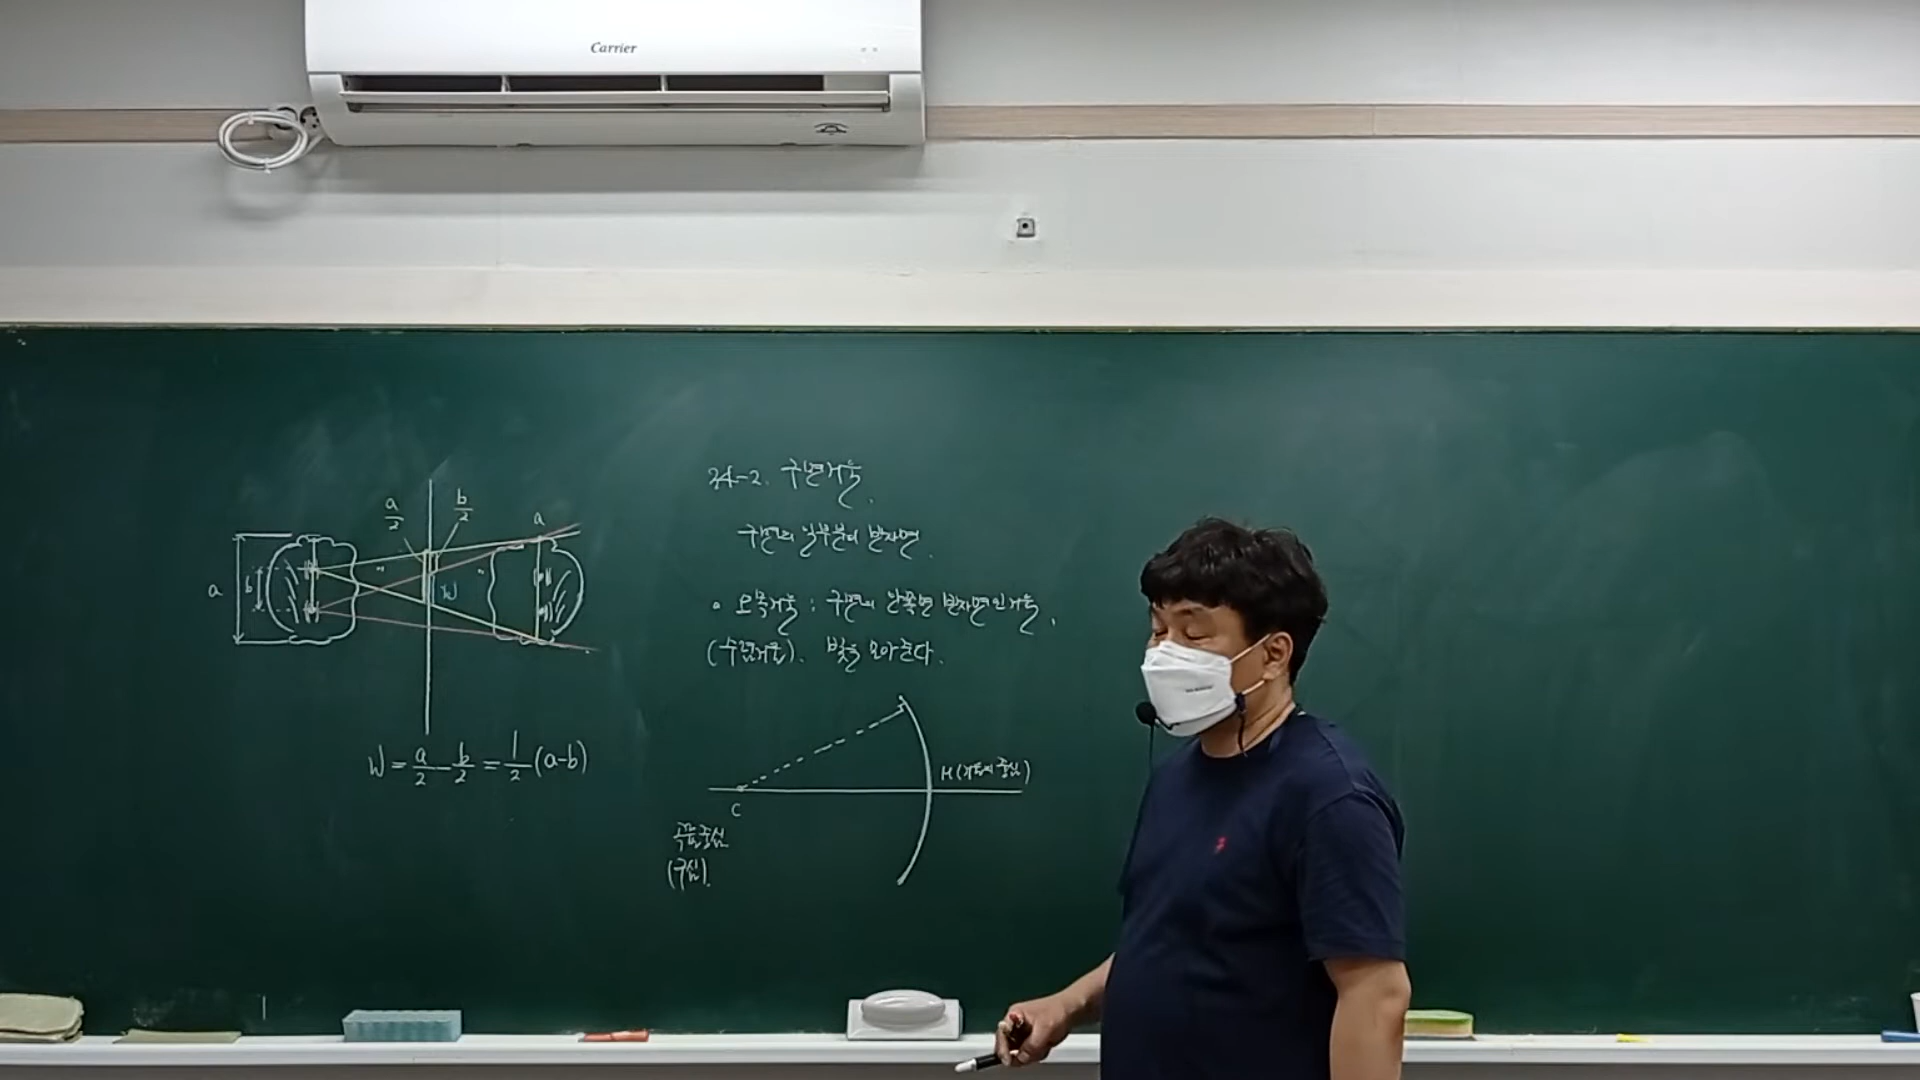 Carrier
a/2
b/2
a
a
b
W
W = a/2 - b/2 = 1/2 (a-b)
34-2. 구면거울.
구면의 일부분이 반사면.
오목거울 : 구면의 안쪽면 반사면인 거울.
(수렴거울). 빛을 모아준다.
M (거울의 중심)
C
곡률중심
(구심).